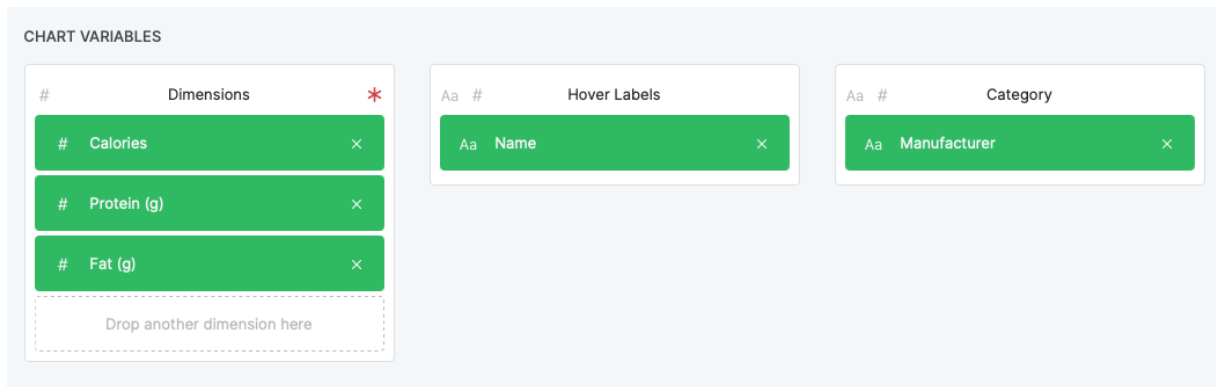 CHART VARIABLES
# Dimensions *
# Calories ×
# Protein (g) ×
# Fat (g) ×
Drop another dimension here
Aa # Hover Labels
Aa Name ×
Aa # Category
Aa Manufacturer ×